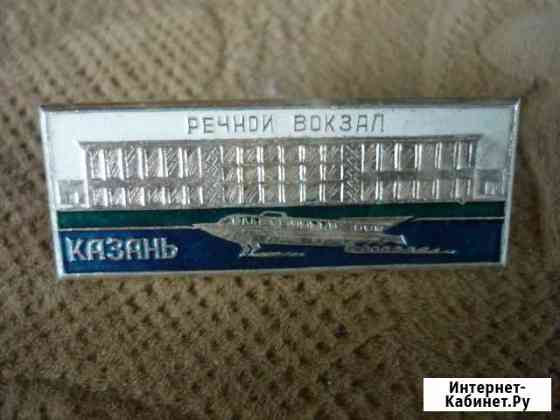 РЕЧНОЙ ВОКЗАЛ
КАЗАНЬ
Интернет-
Кабинет.Ру